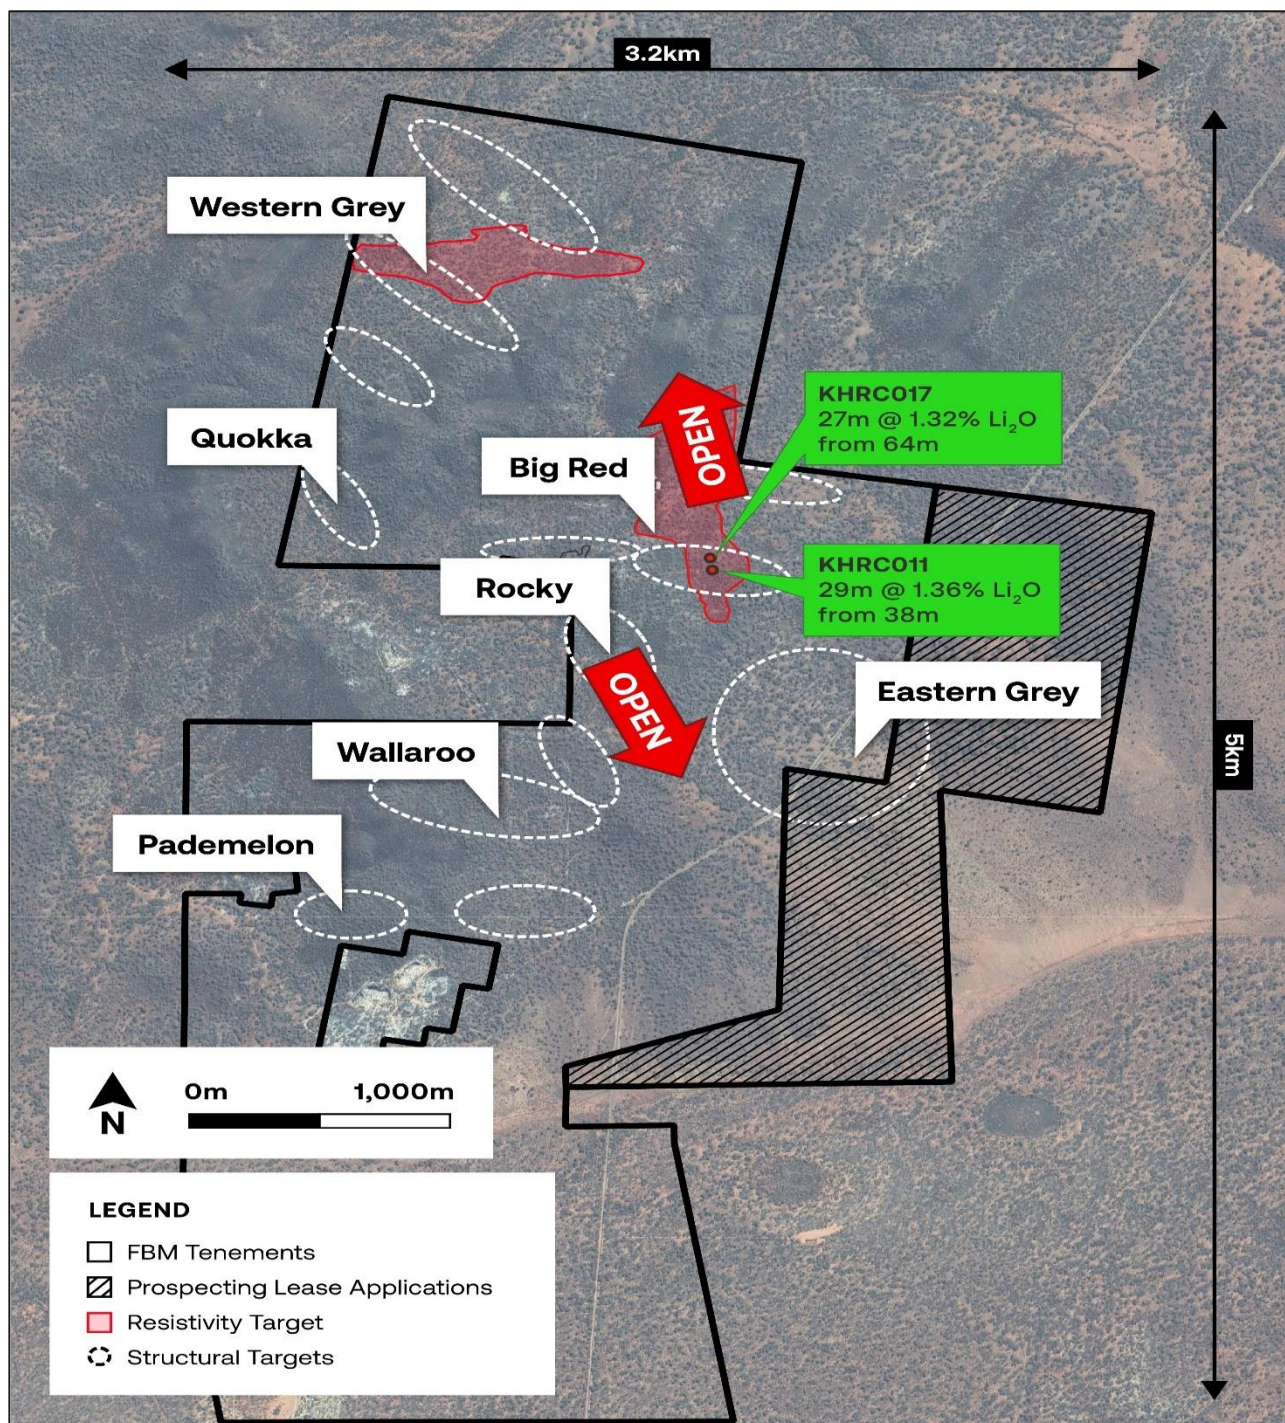 3.2km
Western Grey
KHRC017
27m @ 1.32% Li₂O
from 64m
OPEN
Quokka
Big Red
KHRC011
29m @ 1.36% Li₂O
from 38m
Rocky
OPEN
Eastern Grey
5km
Wallaroo
Pademelon
N
0m 1,000m
LEGEND
FBM Tenements
Prospecting Lease Applications
Resistivity Target
Structural Targets